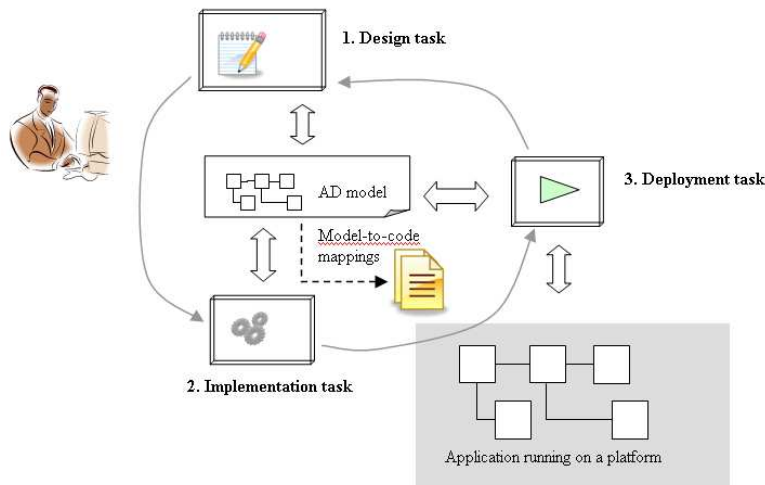 1. Design task
AD model
3. Deployment task
Model-to-code
mappings
2. Implementation task
Application running on a platform